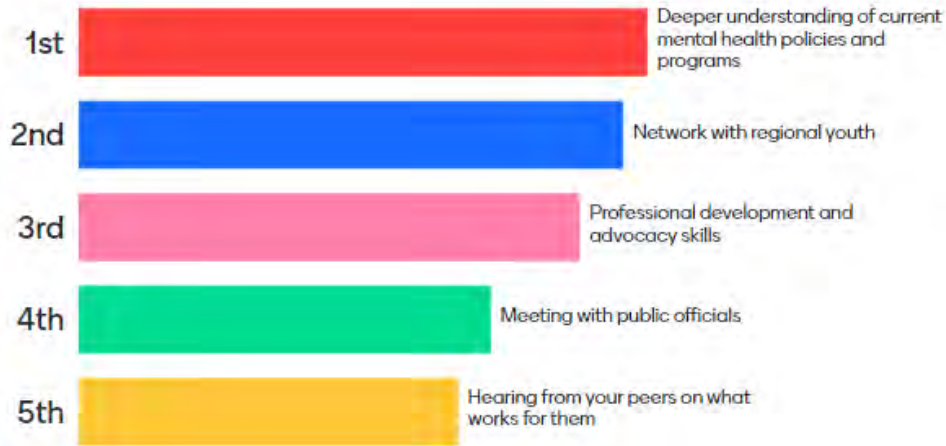 1st
Deeper understanding of current
mental health policies and
programs
2nd
Network with regional youth
3rd
Professional development and
advocacy skills
4th
Meeting with public officials
5th
Hearing from your peers on what
works for them